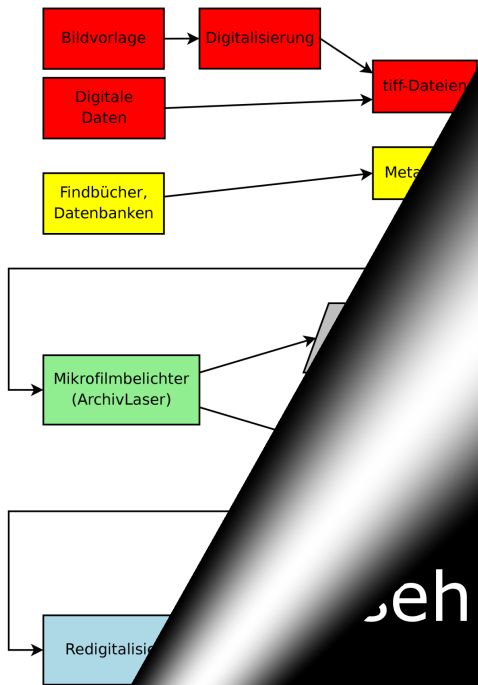 Bildvorlage
Digitalisierung
tiff-Dateien
Digitale
Daten
Findbücher,
Datenbanken
Mikrofilmbelichter
(ArchivLaser)